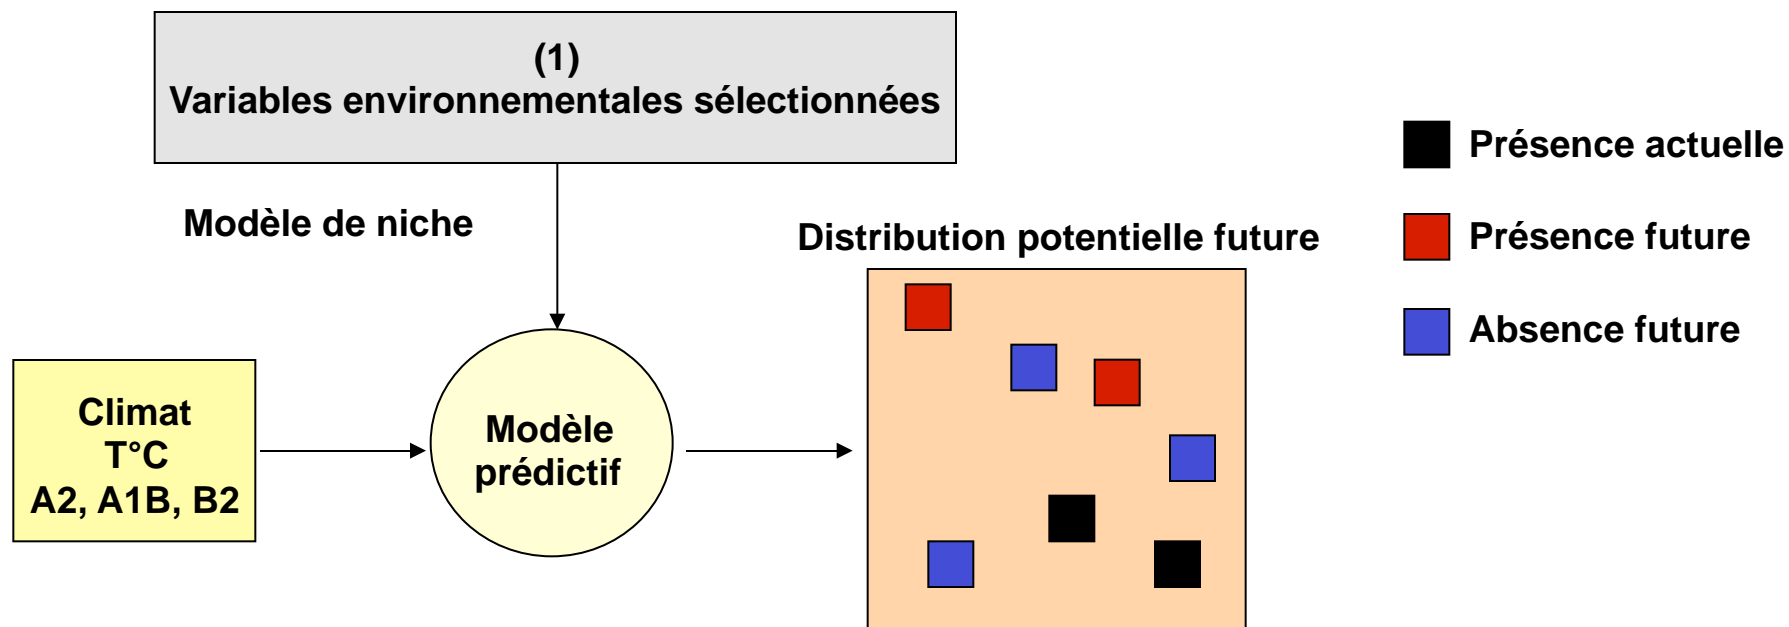 (1)
Variables environnementales sélectionnées
Modèle de niche
Climat
T°C
A2, A1B, B2
Modèle
prédictif
Distribution potentielle future
Présence actuelle
Présence future
Absence future